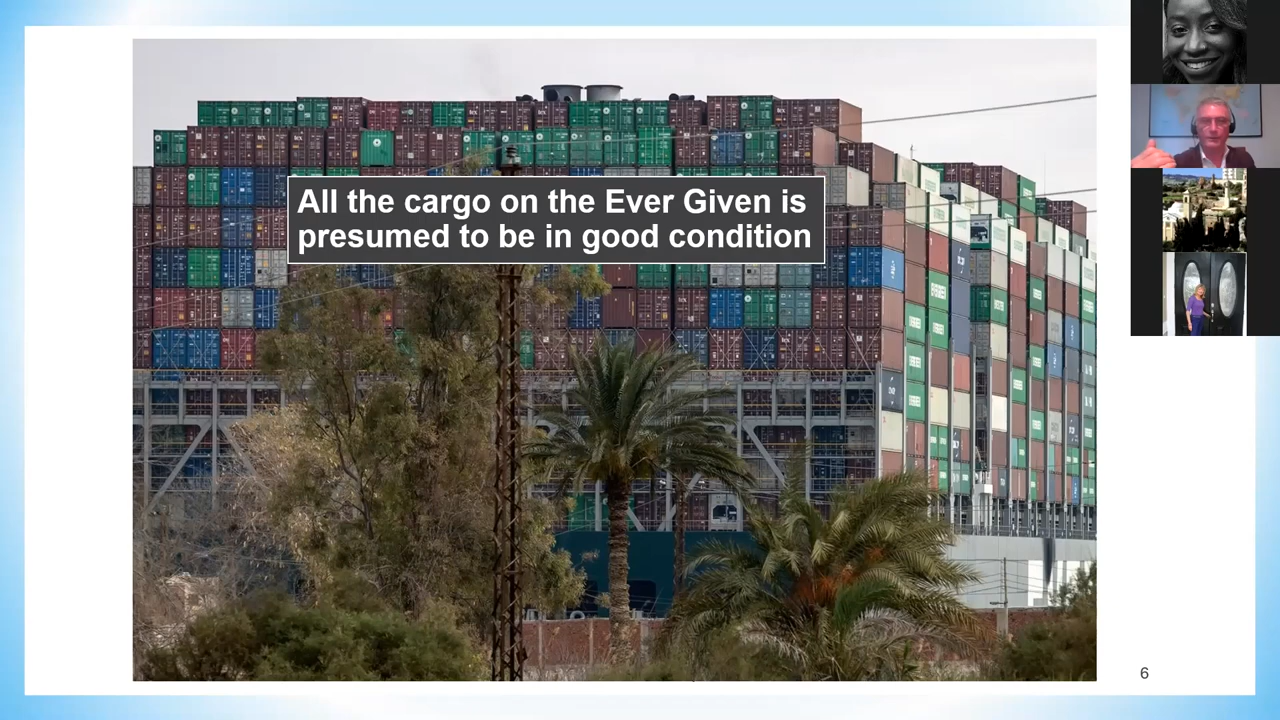 All the cargo on the Ever Given is
presumed to be in good condition
6